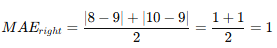 MAE_{right} = \frac{|8 − 9| + |10 − 9|}{2} = \frac{1 + 1}{2} = 1